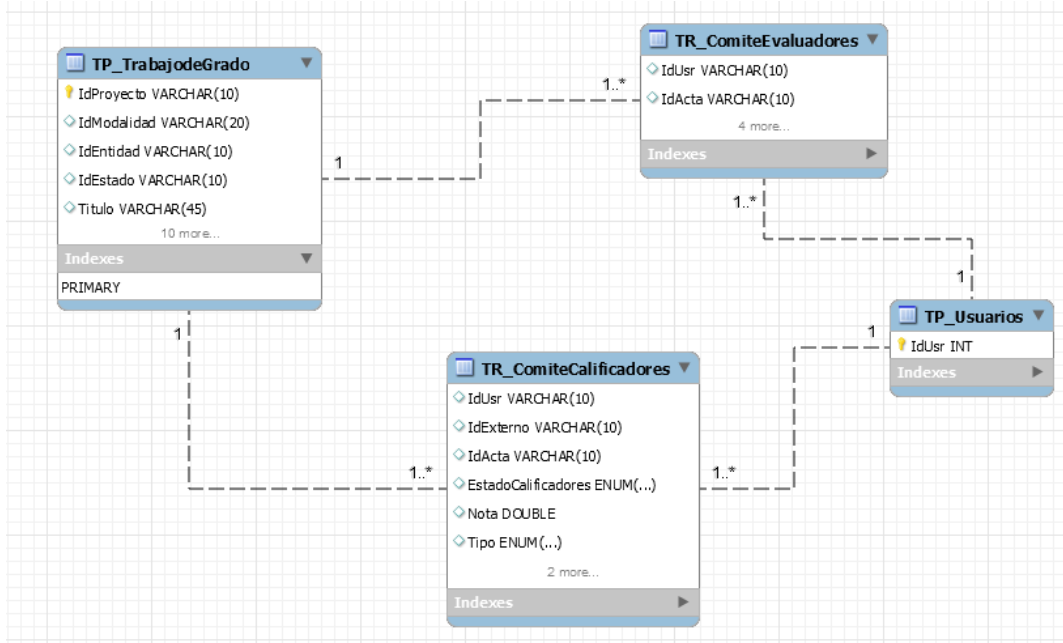 TP_TrabajodeGrado
IdProyecto VARCHAR(10)
IdModalidad VARCHAR(20)
IdEntidad VARCHAR(10)
IdEstado VARCHAR(10)
Titulo VARCHAR(45)
10 more...
Indexes
PRIMARY
1
1
1..*
TR_ComiteEvaluadores
IdUsr VARCHAR(10)
IdActa VARCHAR(10)
4 more...
Indexes
1..*
1
TP_Usuarios
IdUsr INT
Indexes
1
1..*
1..*
TR_ComiteCalificadores
IdUsr VARCHAR(10)
IdExterno VARCHAR(10)
IdActa VARCHAR(10)
EstadoCalificadores ENUM(...)
Nota DOUBLE
Tipo ENUM(...)
2 more...
Indexes